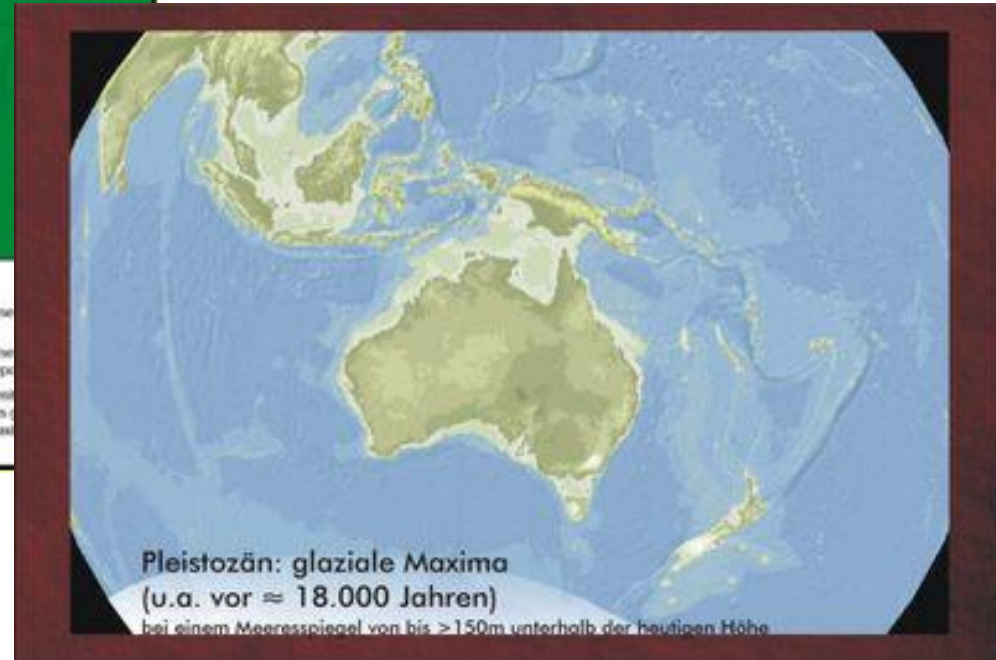 Pleistozän: glaziale Maxima
(u.a. vor ≈ 18.000 Jahren)
bei einem Meeresspiegel von bis >150m unterhalb der heutigen Höhe